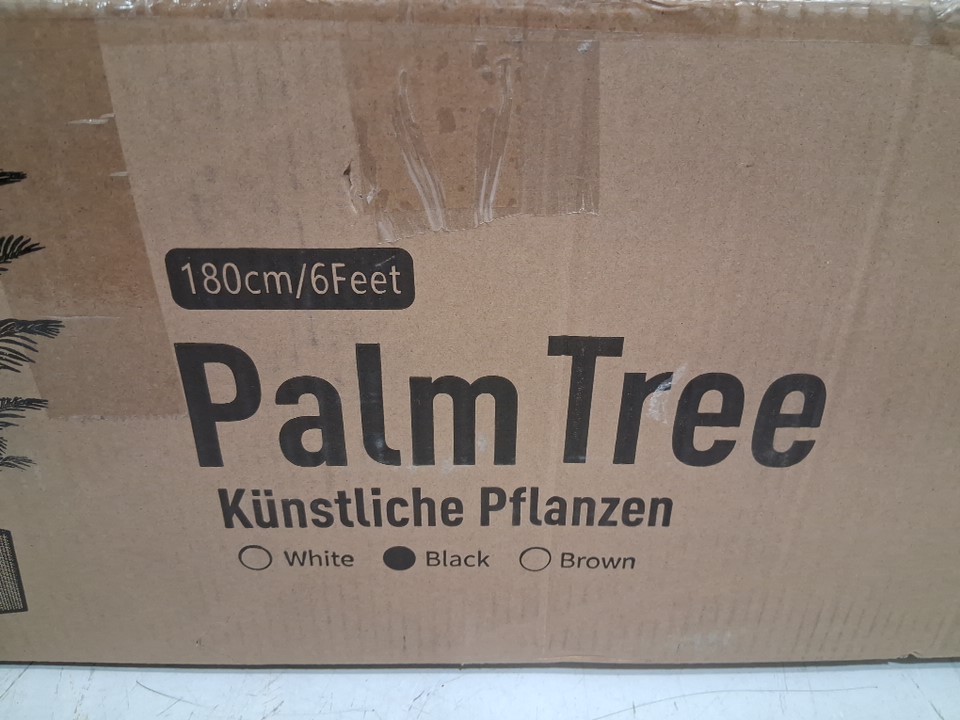 180cm/6Feet
Palm Tree
Künstliche Pflanzen
White Black Brown